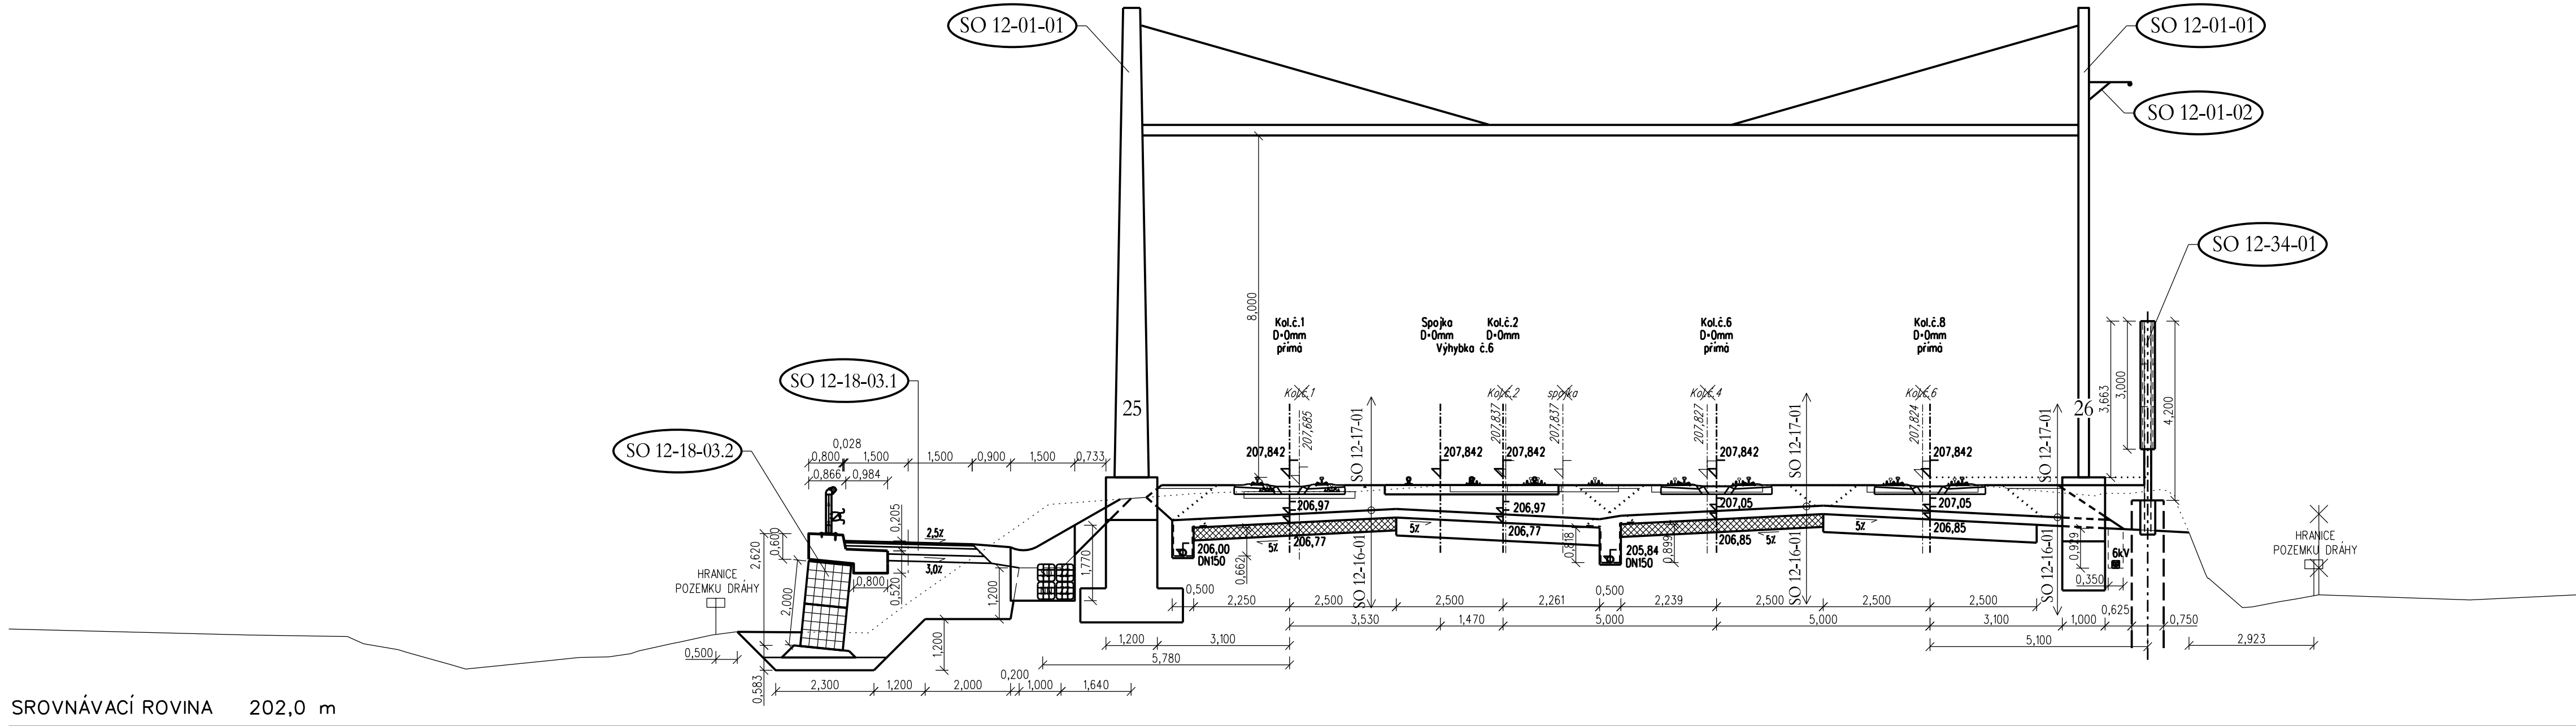 SO 12-01-01
SO 12-01-01
SO 12-01-02
SO 12-34-01
8,000
Kol.č.1
D=0mm
přímá
Spojka
D=0mm
Kol.č.2
D=0mm
Výhybka č.6
Kol.č.6
D=0mm
přímá
Kol.č.8
D=0mm
přímá
SO 12-18-03.1
SO 12-18-03.2
25
26
Kol.č.1
Kol.č.2
spojka
Kol.č.4
Kol.č.6
207,685
207,837
207,837
207,827
207,824
SO 12-17-01
SO 12-17-01
SO 12-17-01
3,663
3,000
4,200
207,842
207,842
207,842
207,842
207,842
0,028
0,800
1,500
1,500
0,900
1,500
0,733
0,866
0,984
0,205
2,5%
3,0%
0,600
2,620
2,000
0,800
0,520
1,200
1,770
1,200
206,97
206,97
207,05
207,05
206,77
206,77
206,85
206,85
5%
5%
5%
5%
206,00
DN150
205,84
DN150
0,662
0,818
0,899
0,929
6kV
0,350
SO 12-16-01
SO 12-16-01
SO 12-16-01
HRANICE
POZEMKU DRÁHY
HRANICE
POZEMKU DRÁHY
0,500
2,250
2,500
2,500
2,261
0,500
2,239
2,500
2,500
2,500
0,625
3,530
1,470
5,000
5,000
3,100
1,000
0,750
1,200
3,100
5,100
2,923
5,780
0,500
0,583
2,300
1,200
2,000
0,200
1,000
1,640
SROVNÁVACÍ ROVINA 202,0 m